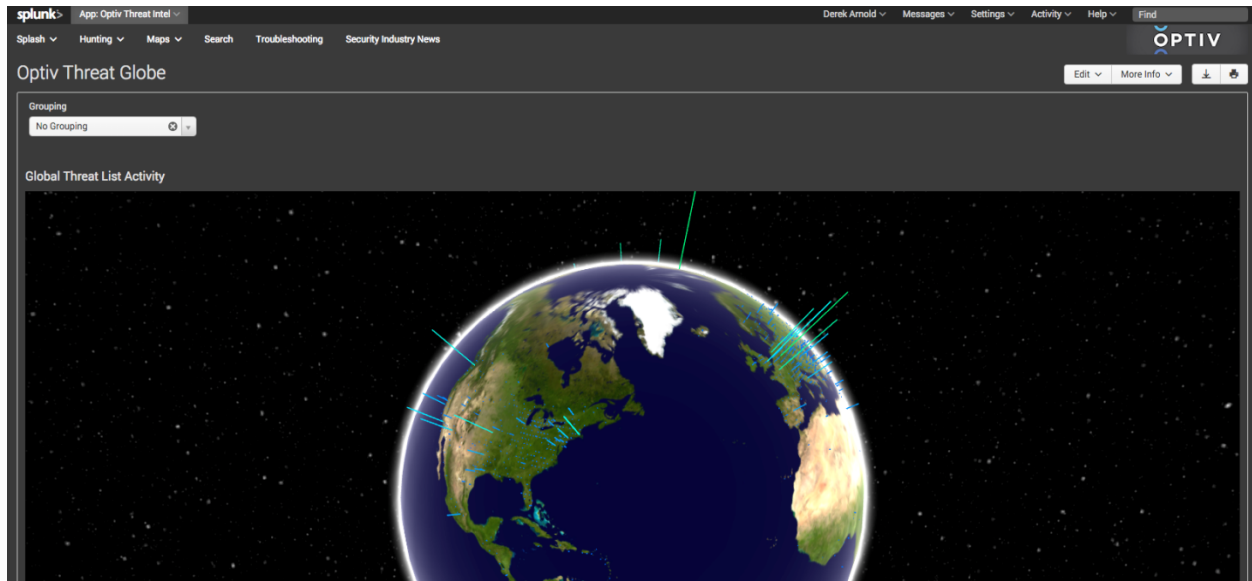 splunk> App: Optiv Threat Intel Derek Arnold Messages Settings Activity Help Find
Splash Hunting Maps Search Troubleshooting Security Industry News OPTIV
Optiv Threat Globe Edit More Info
Grouping
No Grouping
Global Threat List Activity